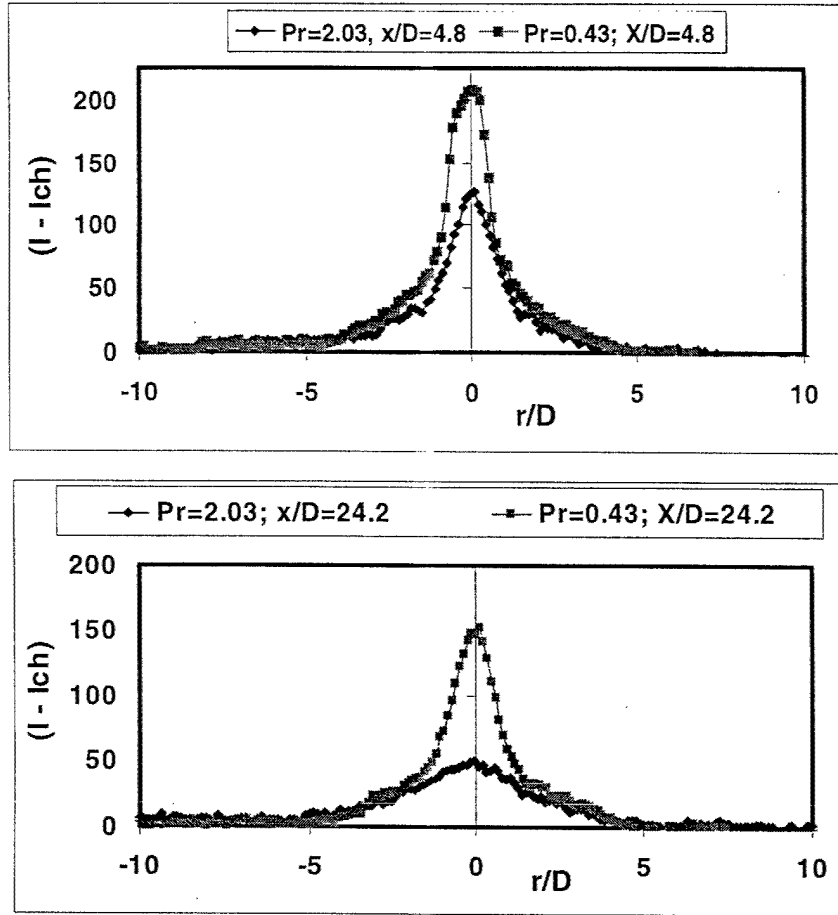 Pr=2.03, x/D=4.8 Pr=0.43; X/D=4.8
200
150
100
50
0
(I - Ich)
-10 -5 0 5 10
r/D
Pr=2.03; x/D=24.2 Pr=0.43; X/D=24.2
200
150
100
50
0
(I - Ich)
-10 -5 0 5 10
r/D